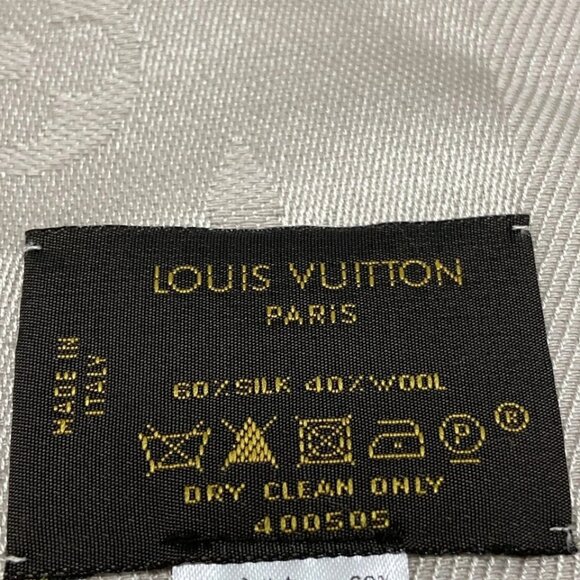 LOUIS VUITTON
PARIS
MADE IN
ITALY
60% SILK 40% WOOL
P
®
DRY CLEAN ONLY
400505